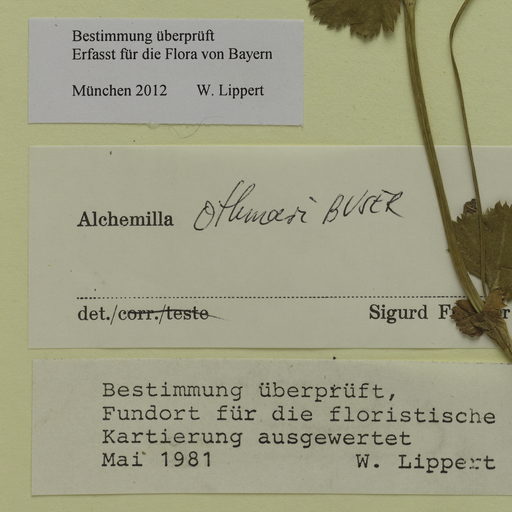 Bestimmung überprüft
Erfasst für die Flora von Bayern
München 2012 W. Lippert
Alchemilla othmari BUSER
det./corr./teste Sigurd
Bestimmung überprüft,
Fundort für die floristische
Kartierung ausgewertet
Mai 1981 W. Lippert